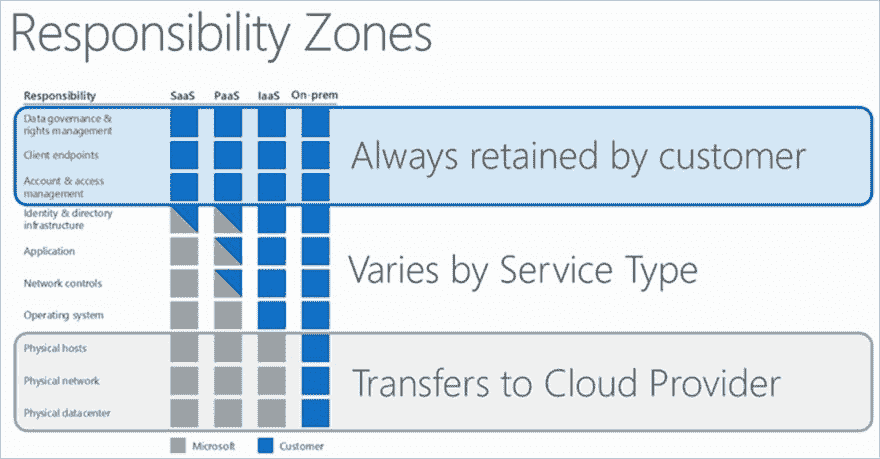 Responsibility Zones
Responsibility SaaS PaaS IaaS On-prem
Data governance &
rights management
Client endpoints
Account & access
management
Always retained by customer
Identity & directory
infrastructure
Application
Network controls
Operating system
Varies by Service Type
Physical hosts
Physical network
Physical datacenter
Transfers to Cloud Provider
Microsoft Customer